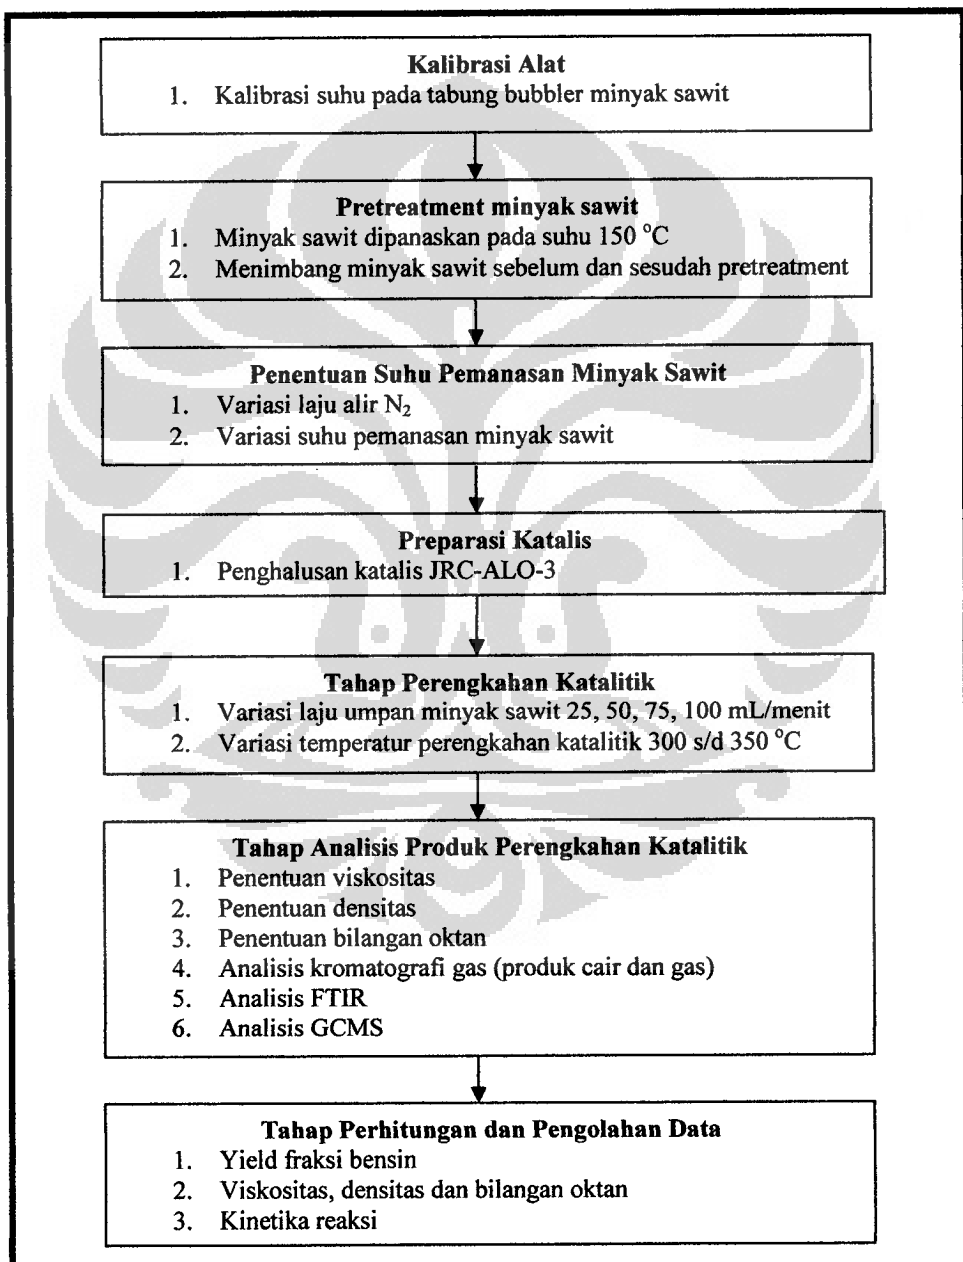 Kalibrasi Alat
1. Kalibrasi suhu pada tabung bubbler minyak sawit
Pretreatment minyak sawit
1. Minyak sawit dipanaskan pada suhu 150 °C
2. Menimbang minyak sawit sebelum dan sesudah pretreatment
Penentuan Suhu Pemanasan Minyak Sawit
1. Variasi laju alir N₂
2. Variasi suhu pemanasan minyak sawit
Preparasi Katalis
1. Penghalusan katalis JRC-ALO-3
Tahap Perengkahan Katalitik
1. Variasi laju umpan minyak sawit 25, 50, 75, 100 mL/menit
2. Variasi temperatur perengkahan katalitik 300 s/d 350 °C
Tahap Analisis Produk Perengkahan Katalitik
1. Penentuan viskositas
2. Penentuan densitas
3. Penentuan bilangan oktan
4. Analisis kromatografi gas (produk cair dan gas)
5. Analisis FTIR
6. Analisis GCMS
Tahap Perhitungan dan Pengolahan Data
1. Yield fraksi bensin
2. Viskositas, densitas dan bilangan oktan
3. Kinetika reaksi